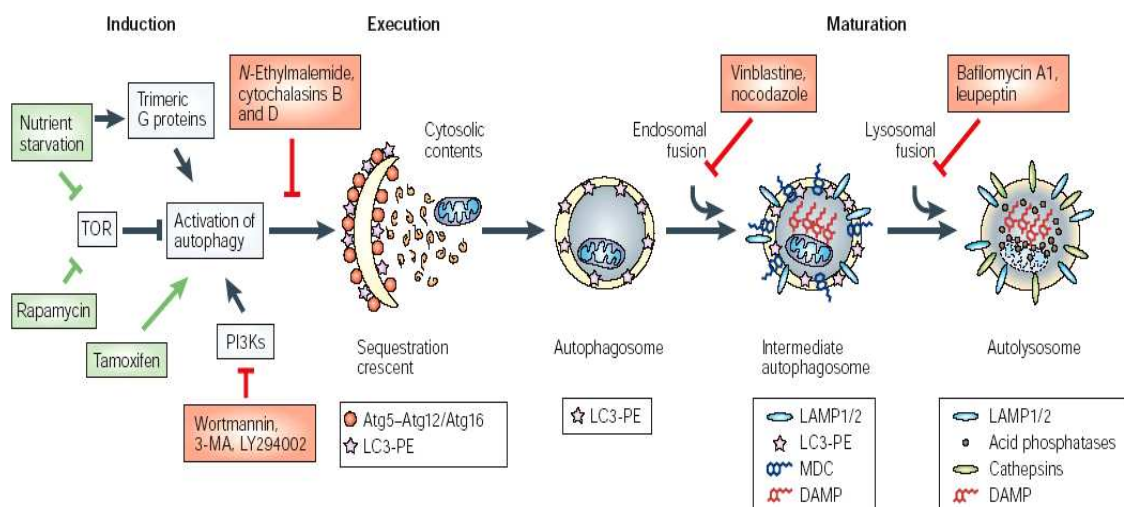 Induction
Execution
Maturation
N-Ethylmalemide,
cytochalasins B
and D
Vinblastine,
nocodazole
Bafilomycin A1,
leupeptin
Nutrient
starvation
Trimeric
G proteins
Cytosolic
contents
Endosomal
fusion
Lysosomal
fusion
TOR
Activation of
autophagy
Rapamycin
Tamoxifen
PI3Ks
Wortmannin,
3-MA, LY294002
Sequestration
crescent
Autophagosome
Intermediate
autophagosome
Autolysosome
Atg5–Atg12/Atg16
LC3-PE
LC3-PE
LAMP1/2
LC3-PE
MDC
DAMP
LAMP1/2
Acid phosphatases
Cathepsins
DAMP